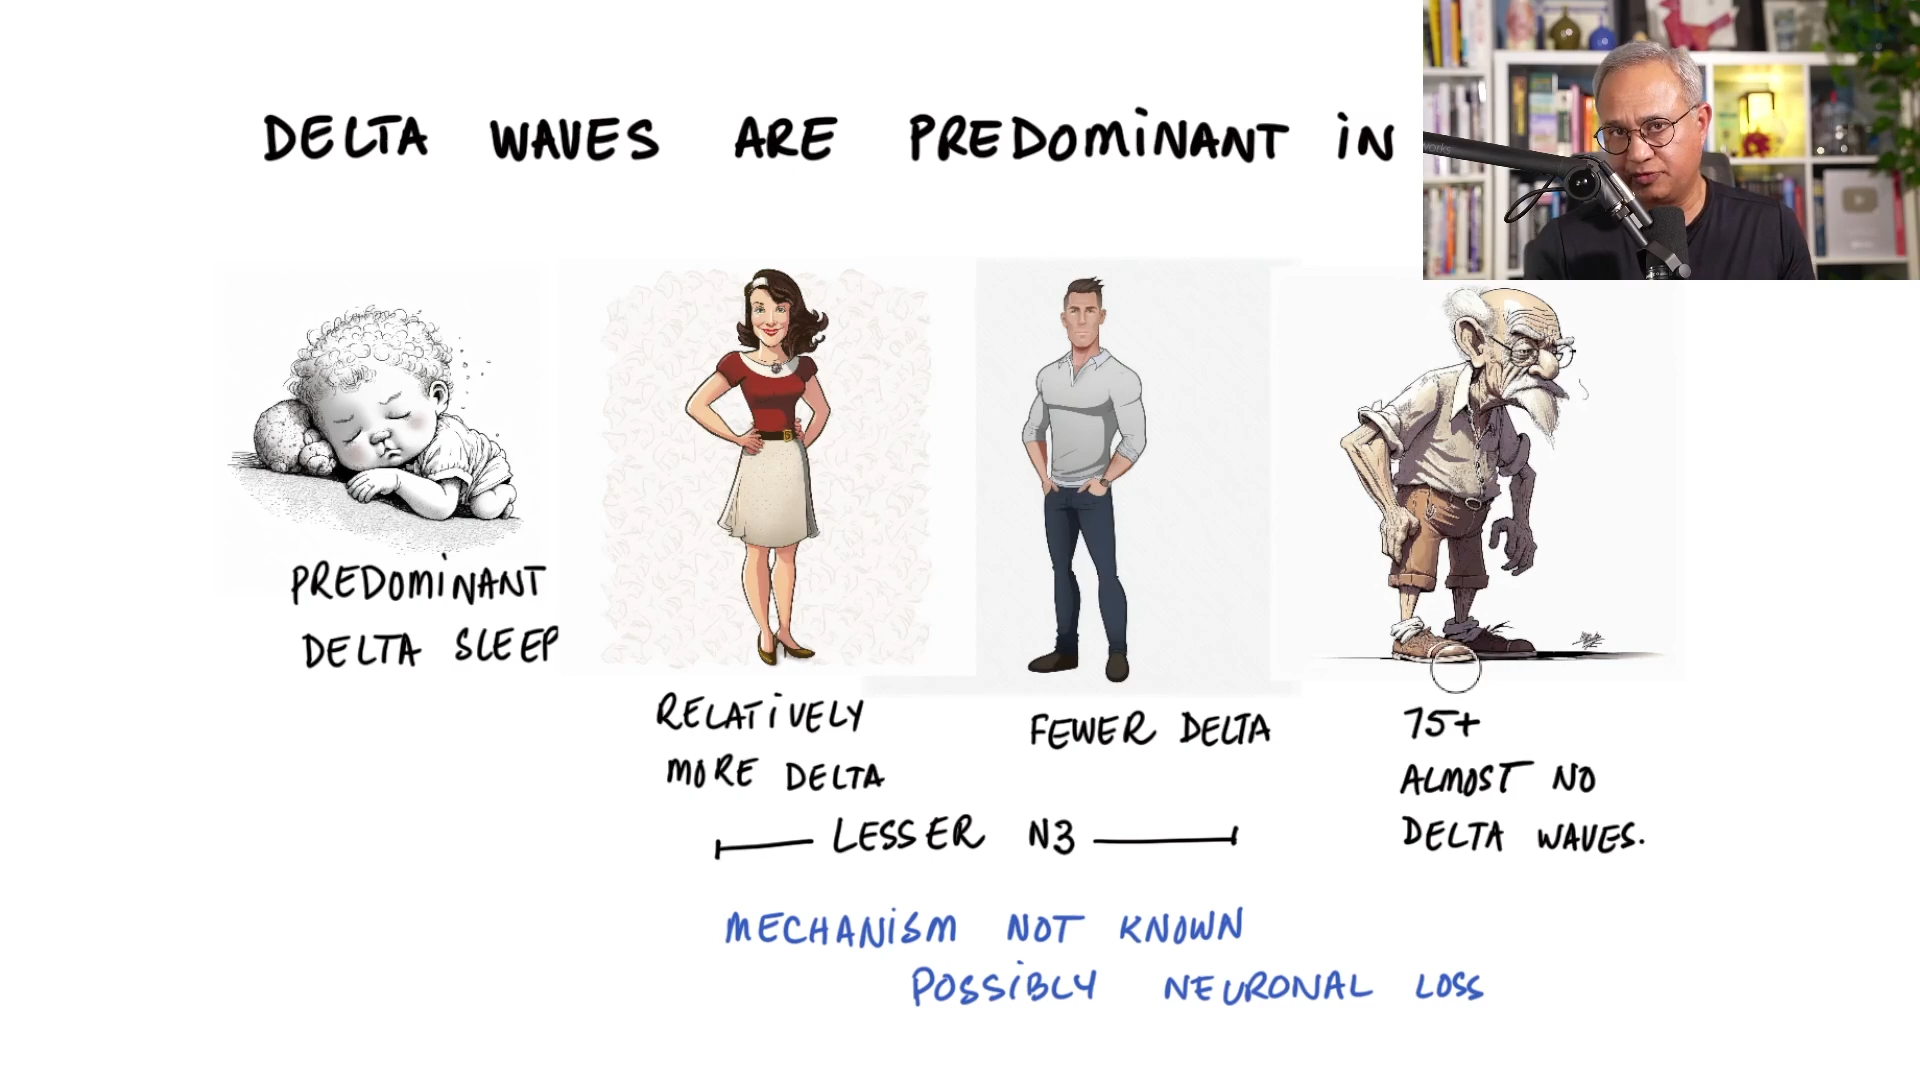 DELTA WAVES ARE PREDOMINANT IN
works
PREDOMINANT
DELTA SLEEP
RELATIVELY
MORE DELTA
FEWER DELTA
75+
ALMOST NO
DELTA WAVES.
LESSER N3
MECHANISM NOT KNOWN
POSSIBLY NEURONAL LOSS